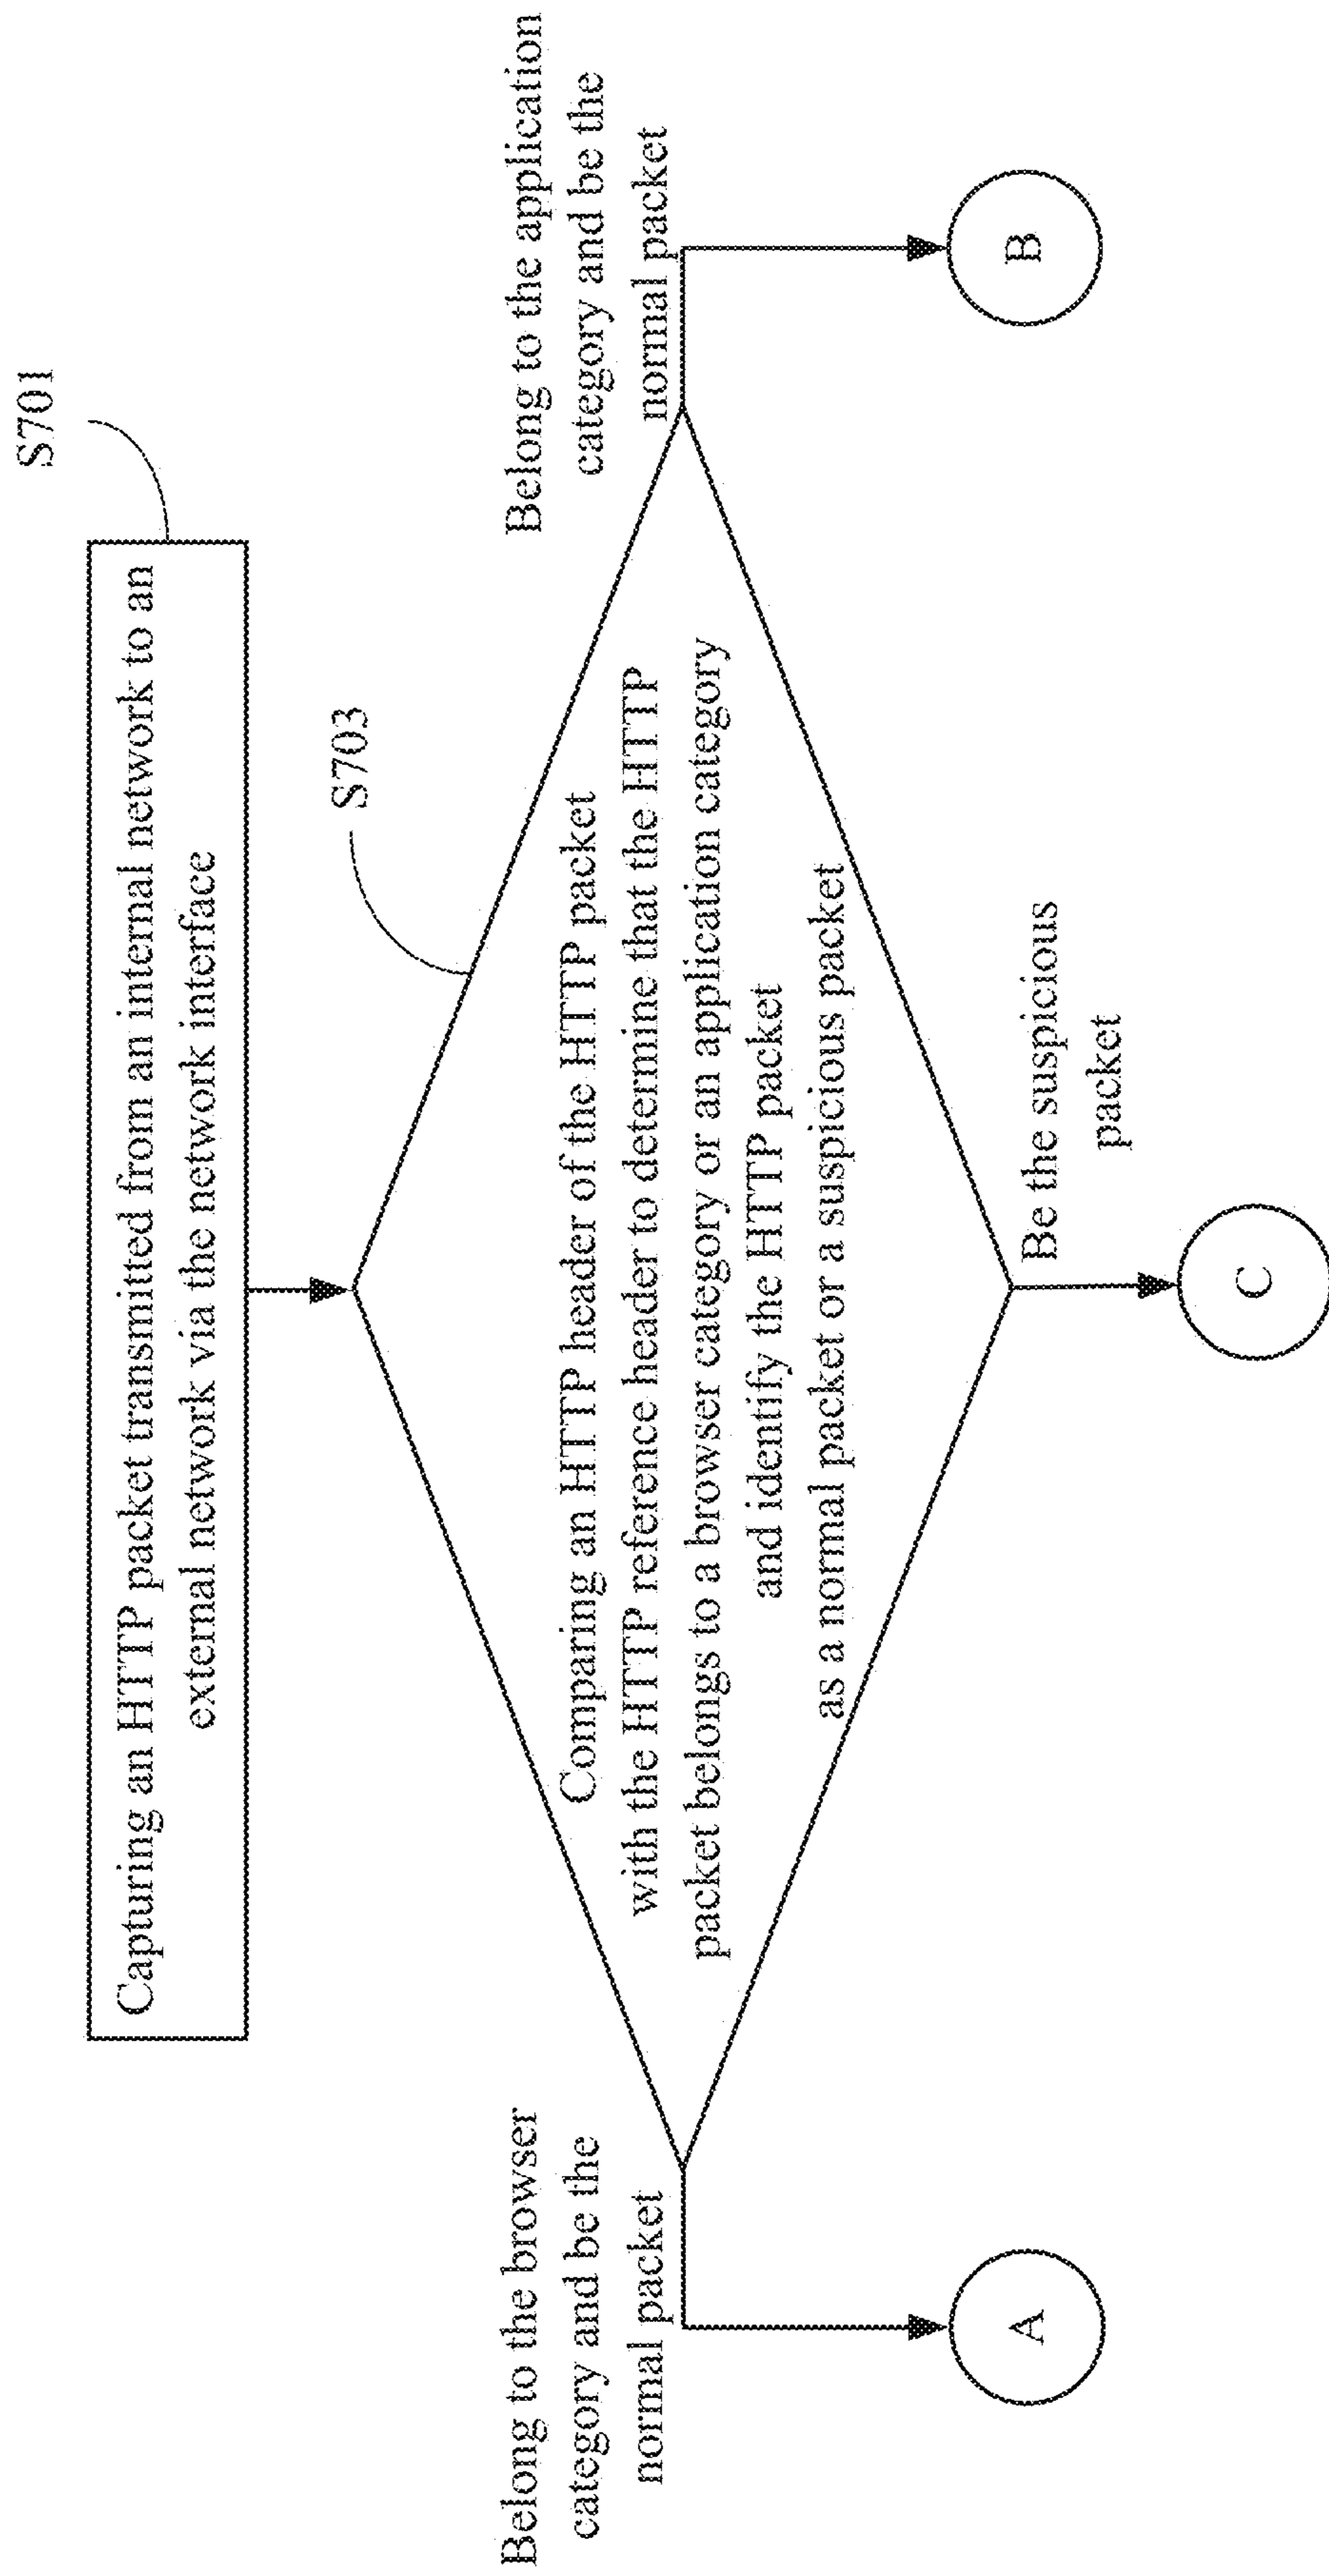 S701
Capturing an HTTP packet transmitted from an internal network to an
external network via the network interface
S703
Comparing an HTTP header of the HTTP packet
with the HTTP reference header to determine that the HTTP
packet belongs to a browser category or an application category
and identify the HTTP packet
as a normal packet or a suspicious packet
Belong to the browser
category and be the
normal packet
Belong to the application
category and be the
normal packet
Be the suspicious
packet
A
B
C